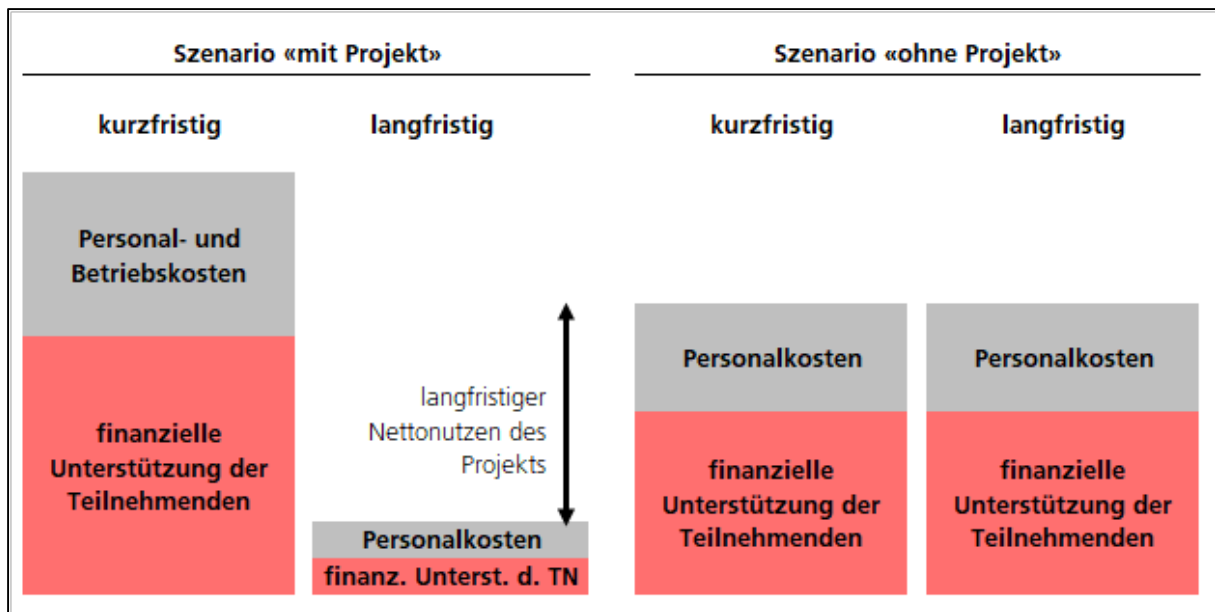 Szenario «mit Projekt»
Szenario «ohne Projekt»
kurzfristig
langfristig
kurzfristig
langfristig
Personal- und
Betriebskosten
finanzielle
Unterstützung der
Teilnehmenden
langfristiger
Nettonutzen des
Projekts
Personalkosten
finanz. Unterst. d. TN
Personalkosten
finanzielle
Unterstützung der
Teilnehmenden
Personalkosten
finanzielle
Unterstützung der
Teilnehmenden